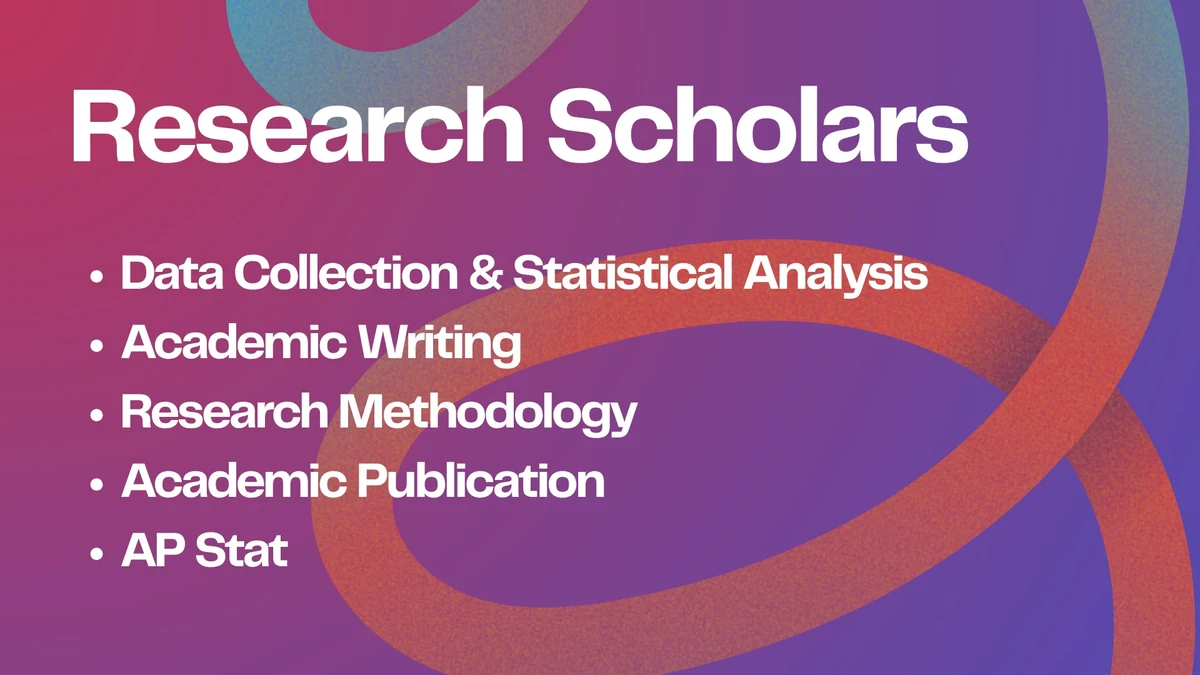 Research Scholars
• Data Collection & Statistical Analysis
• Academic Writing
• Research Methodology
• Academic Publication
• AP Stat